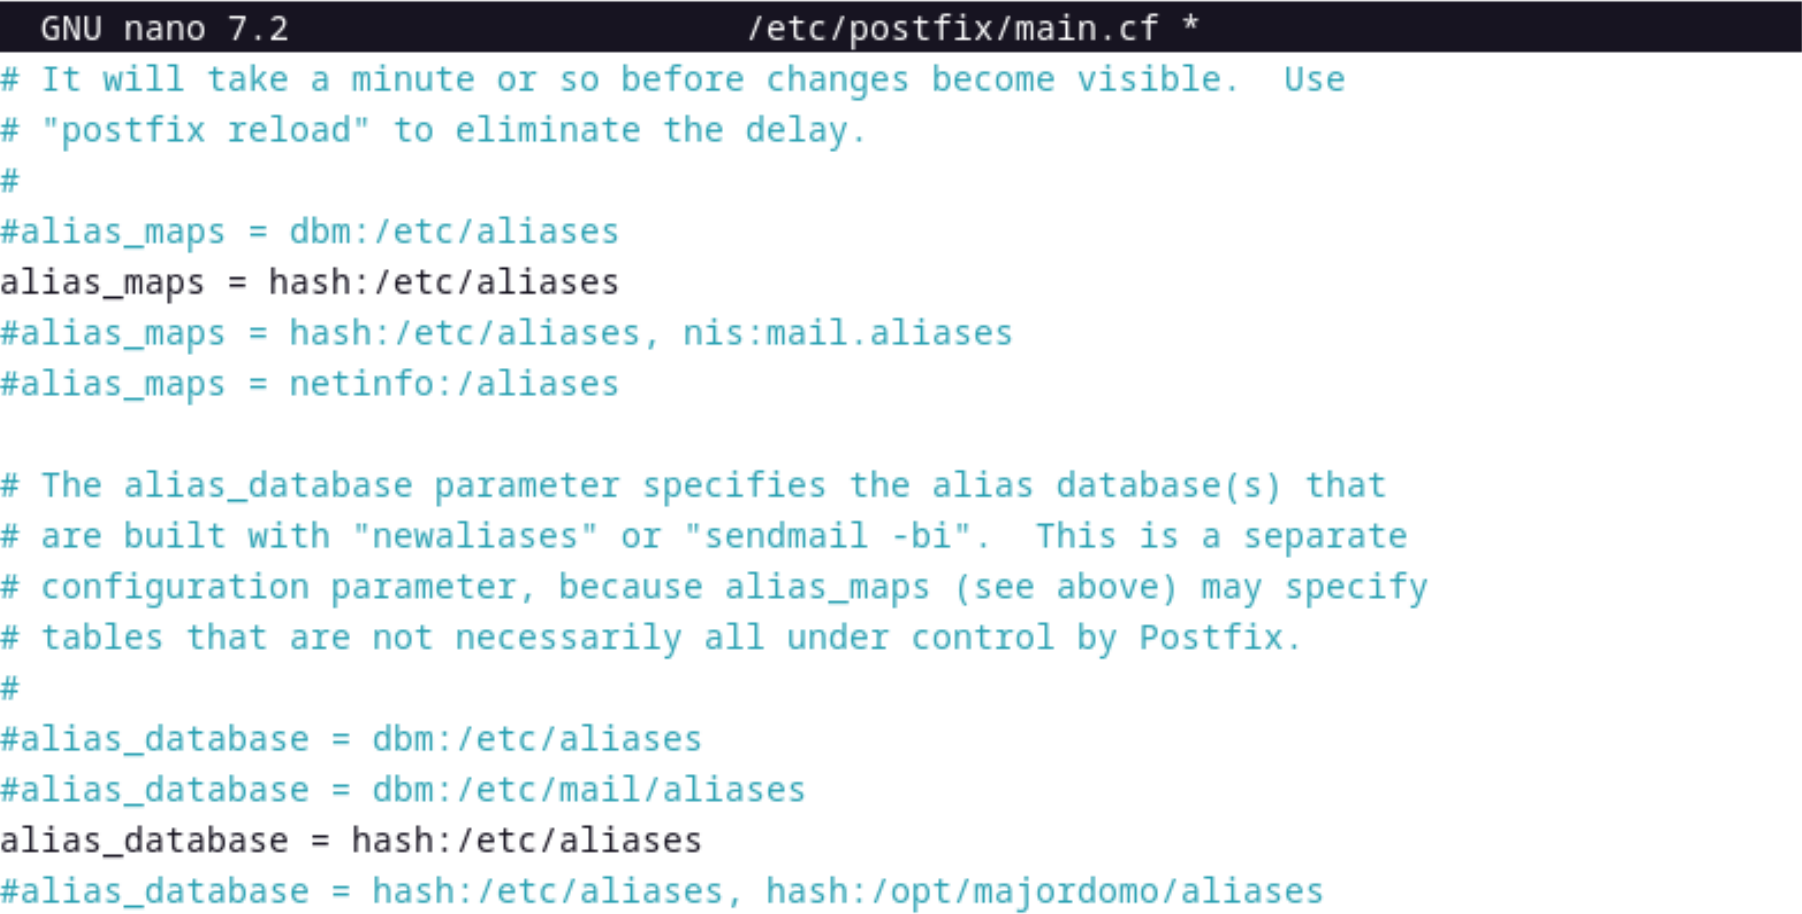 GNU nano 7.2 /etc/postfix/main.cf *
# It will take a minute or so before changes become visible.  Use
# "postfix reload" to eliminate the delay.
#
#alias_maps = dbm:/etc/aliases
alias_maps = hash:/etc/aliases
#alias_maps = hash:/etc/aliases, nis:mail.aliases
#alias_maps = netinfo:/aliases

# The alias_database parameter specifies the alias database(s) that
# are built with "newaliases" or "sendmail -bi".  This is a separate
# configuration parameter, because alias_maps (see above) may specify
# tables that are not necessarily all under control by Postfix.
#
#alias_database = dbm:/etc/aliases
#alias_database = dbm:/etc/mail/aliases
alias_database = hash:/etc/aliases
#alias_database = hash:/etc/aliases, hash:/opt/majordomo/aliases